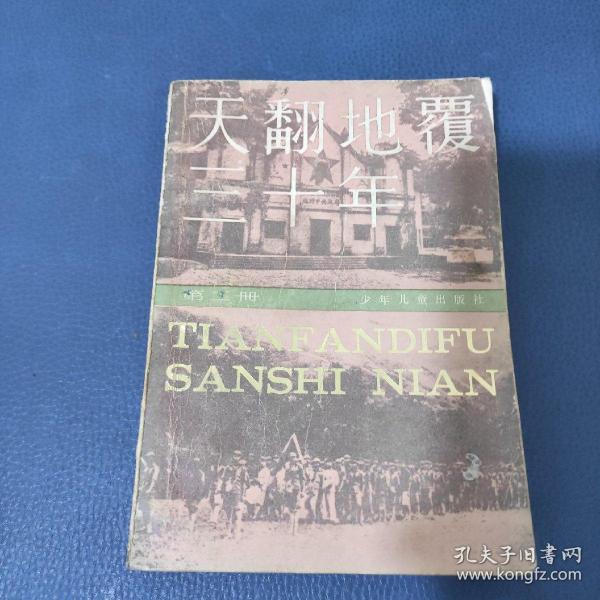 天翻地覆
三十年
第二册 少年儿童出版社
TIANFANDIFU
SANSHI NIAN
孔夫子旧书网
www.kongfz.com